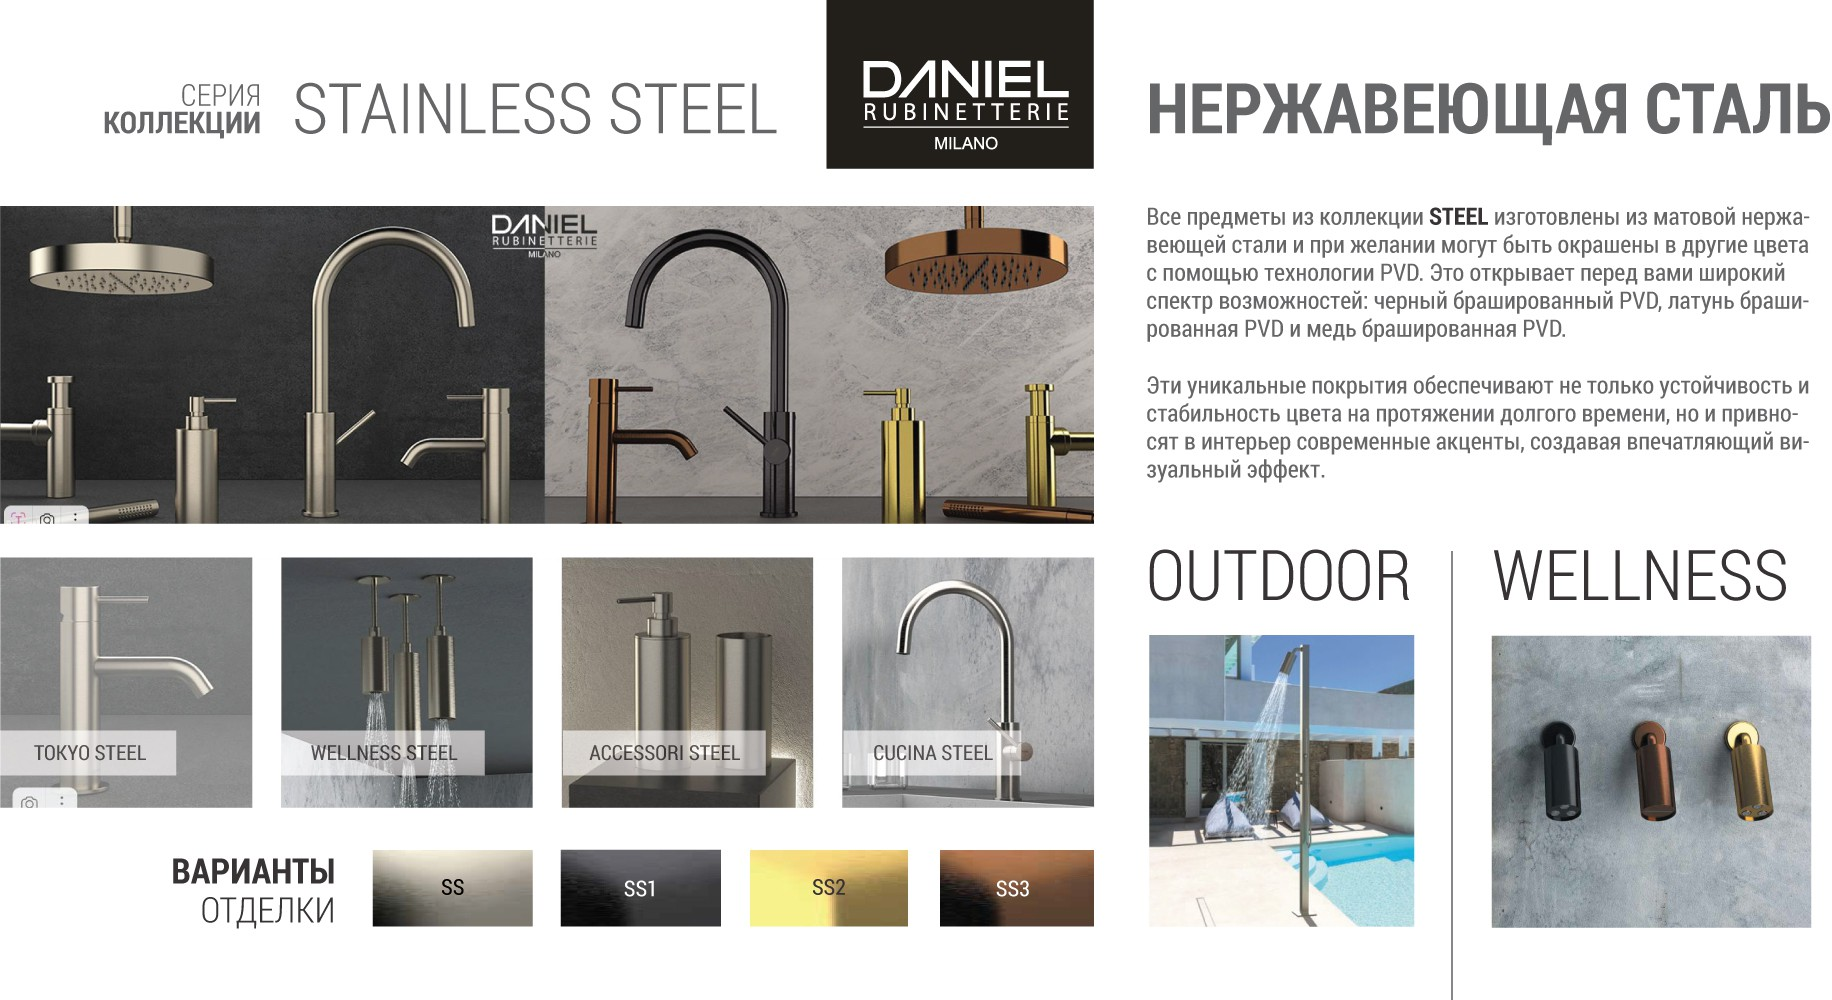 СЕРИЯ
КОЛЛЕКЦИИ
STAINLESS STEEL
DANIEL
RUBINETTERIE
MILANO
НЕРЖАВЕЮЩАЯ СТАЛЬ
DANIEL
RUBINETTERIE
MILANO
Все предметы из коллекции STEEL изготовлены из матовой нержа-
веющей стали и при желании могут быть окрашены в другие цвета
с помощью технологии PVD. Это открывает перед вами широкий
спектр возможностей: черный брашированный PVD, латунь браши-
рованная PVD и медь брашированная PVD.
Эти уникальные покрытия обеспечивают не только устойчивость и
стабильность цвета на протяжении долгого времени, но и привно-
сят в интерьер современные акценты, создавая впечатляющий ви-
зуальный эффект.
TOKYO STEEL
WELLNESS STEEL
ACCESSORI STEEL
CUCINA STEEL
OUTDOOR
WELLNESS
ВАРИАНТЫ
ОТДЕЛКИ
SS
SS1
SS2
SS3